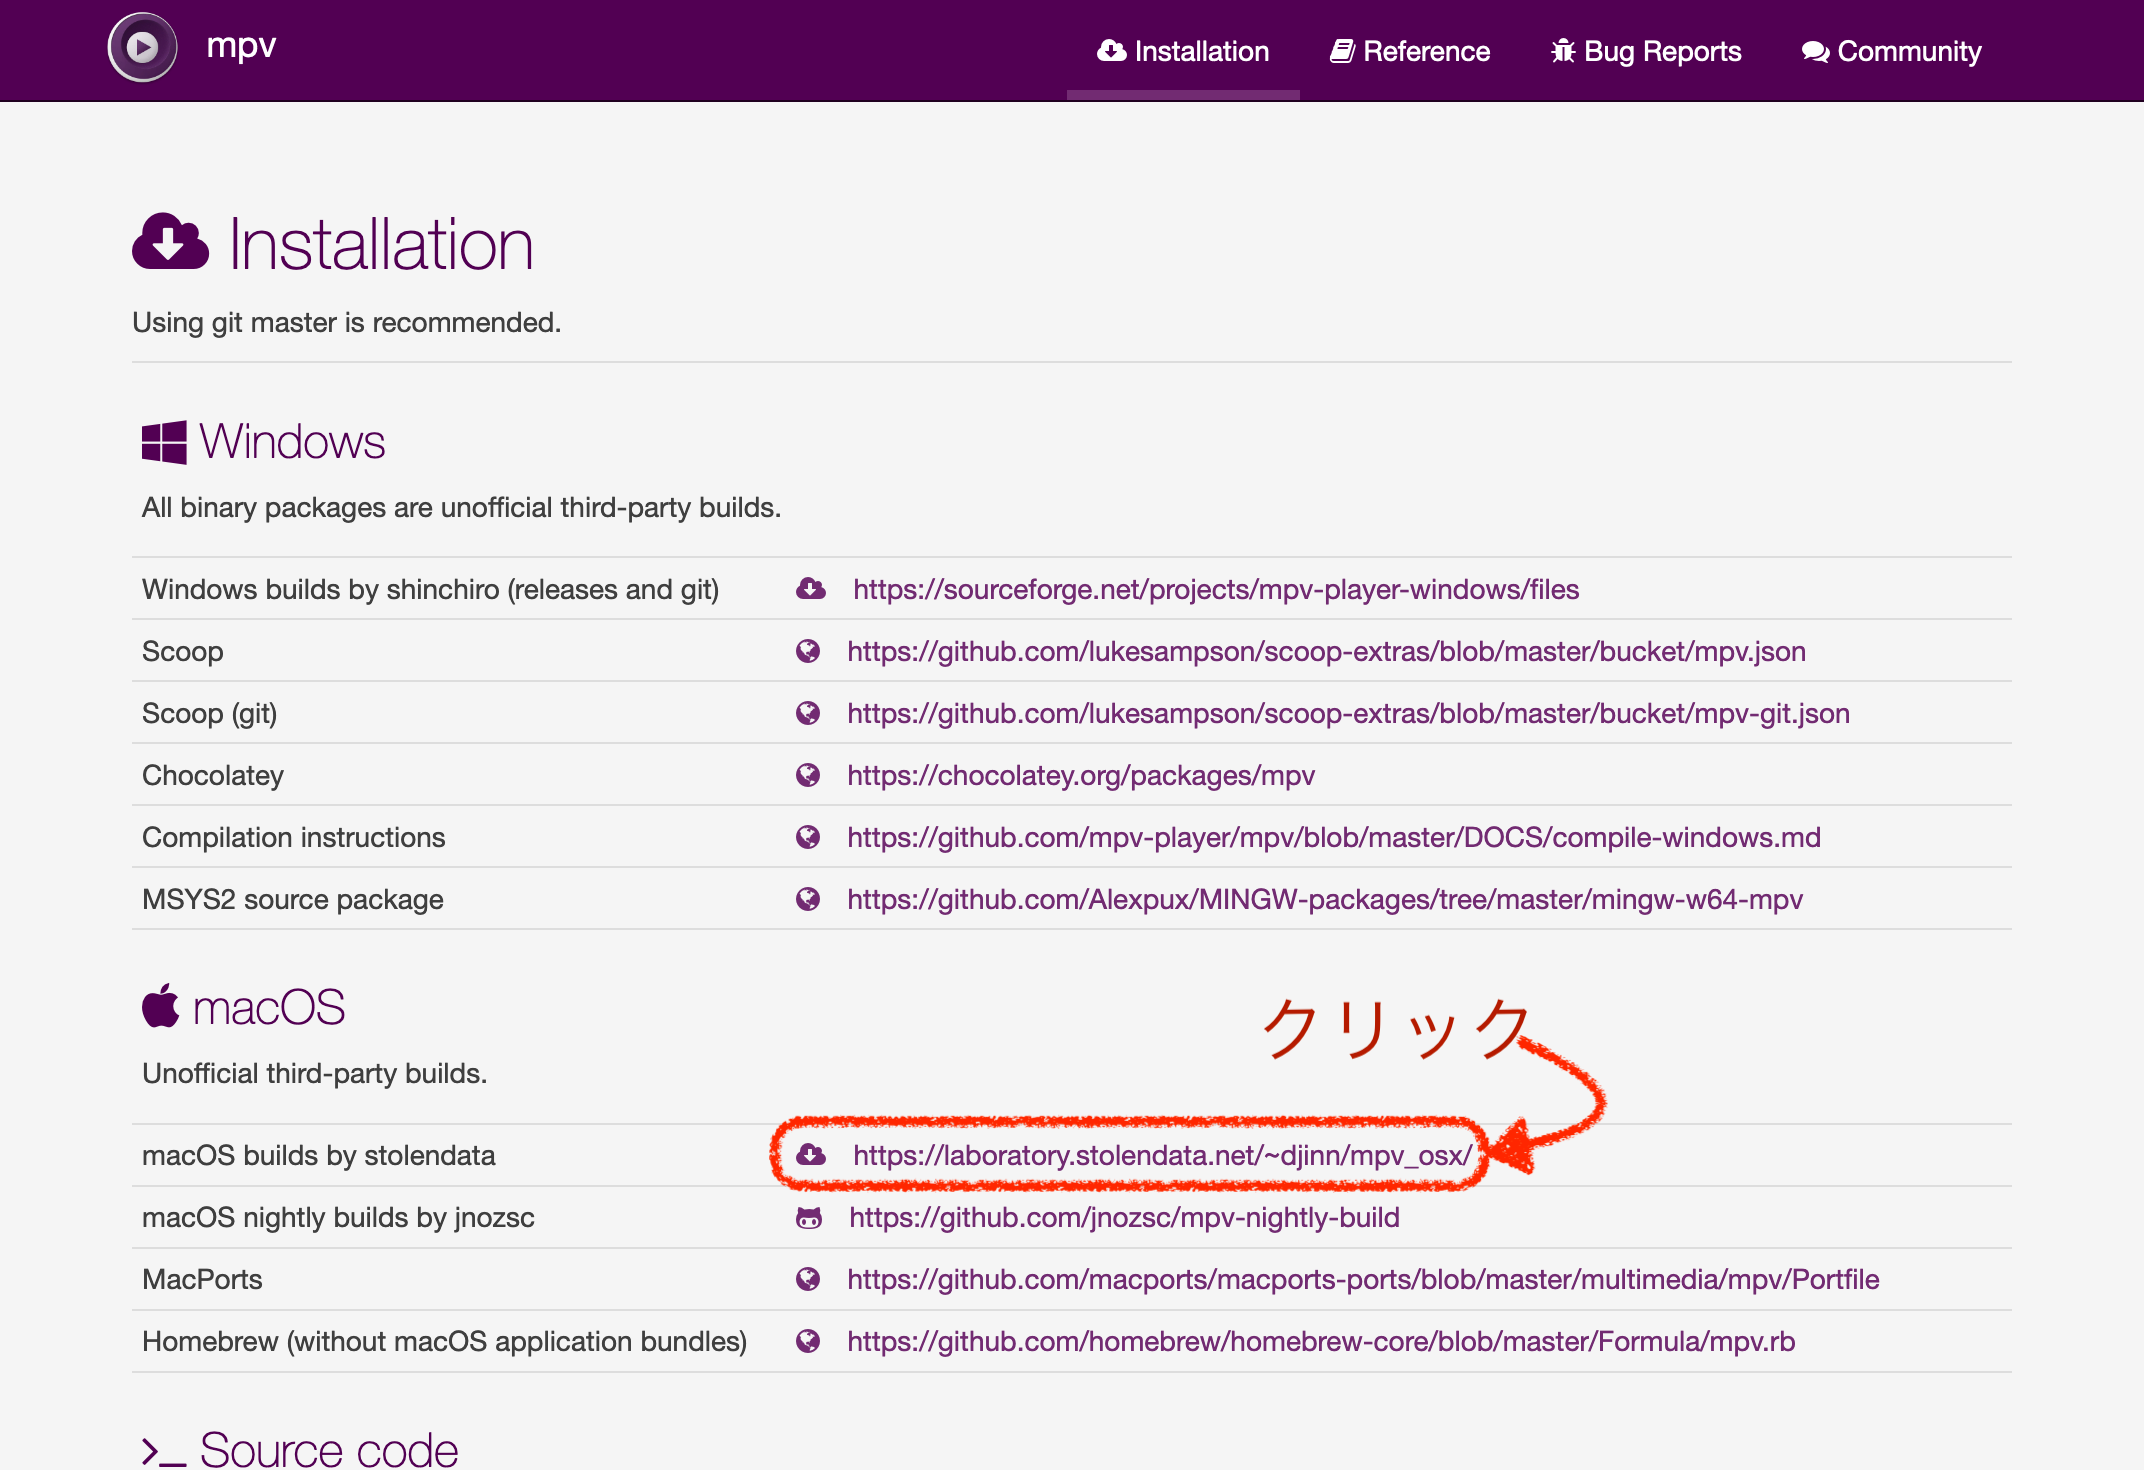 mpv
Installation Reference Bug Reports Community
Installation
Using git master is recommended.
Windows
All binary packages are unofficial third-party builds.
Windows builds by shinchiro (releases and git) https://sourceforge.net/projects/mpv-player-windows/files
Scoop https://github.com/lukesampson/scoop-extras/blob/master/bucket/mpv.json
Scoop (git) https://github.com/lukesampson/scoop-extras/blob/master/bucket/mpv-git.json
Chocolatey https://chocolatey.org/packages/mpv
Compilation instructions https://github.com/mpv-player/mpv/blob/master/DOCS/compile-windows.md
MSYS2 source package https://github.com/Alexpux/MINGW-packages/tree/master/mingw-w64-mpv
macOS
クリック
Unofficial third-party builds.
macOS builds by stolendata https://laboratory.stolendata.net/~djinn/mpv_osx/
macOS nightly builds by jnozsc https://github.com/jnozsc/mpv-nightly-build
MacPorts https://github.com/macports/macports-ports/blob/master/multimedia/mpv/Portfile
Homebrew (without macOS application bundles) https://github.com/homebrew/homebrew-core/blob/master/Formula/mpv.rb
Source code